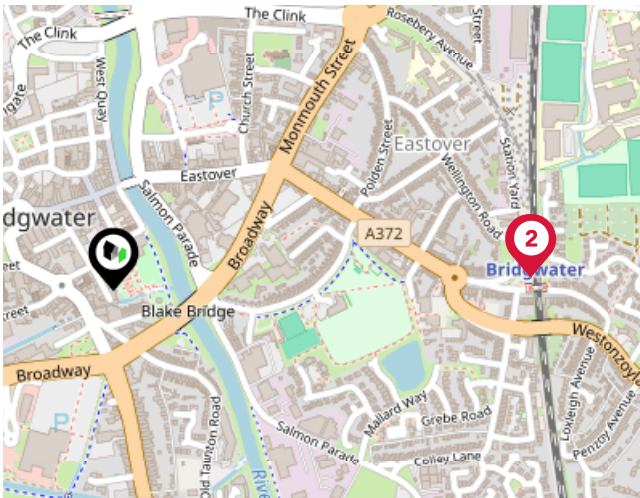 The Clink
The Clink
West Quay
Church Street
Monmouth Street
Rosebery Avenue
Street
P
Eastover
Eastover
Polden Street
Wellington Road
Station Yard
Salmon Parade
Broadway
dgwater
A372
2
Bridgwater
Blake Bridge
Street
Broadway
Westonzoyl
P
Mallard Way
Grebe Road
Loxleigh Avenue
Penzoy Avenue
Old Taunton Road
Salmon Parade
Colley Lane
River